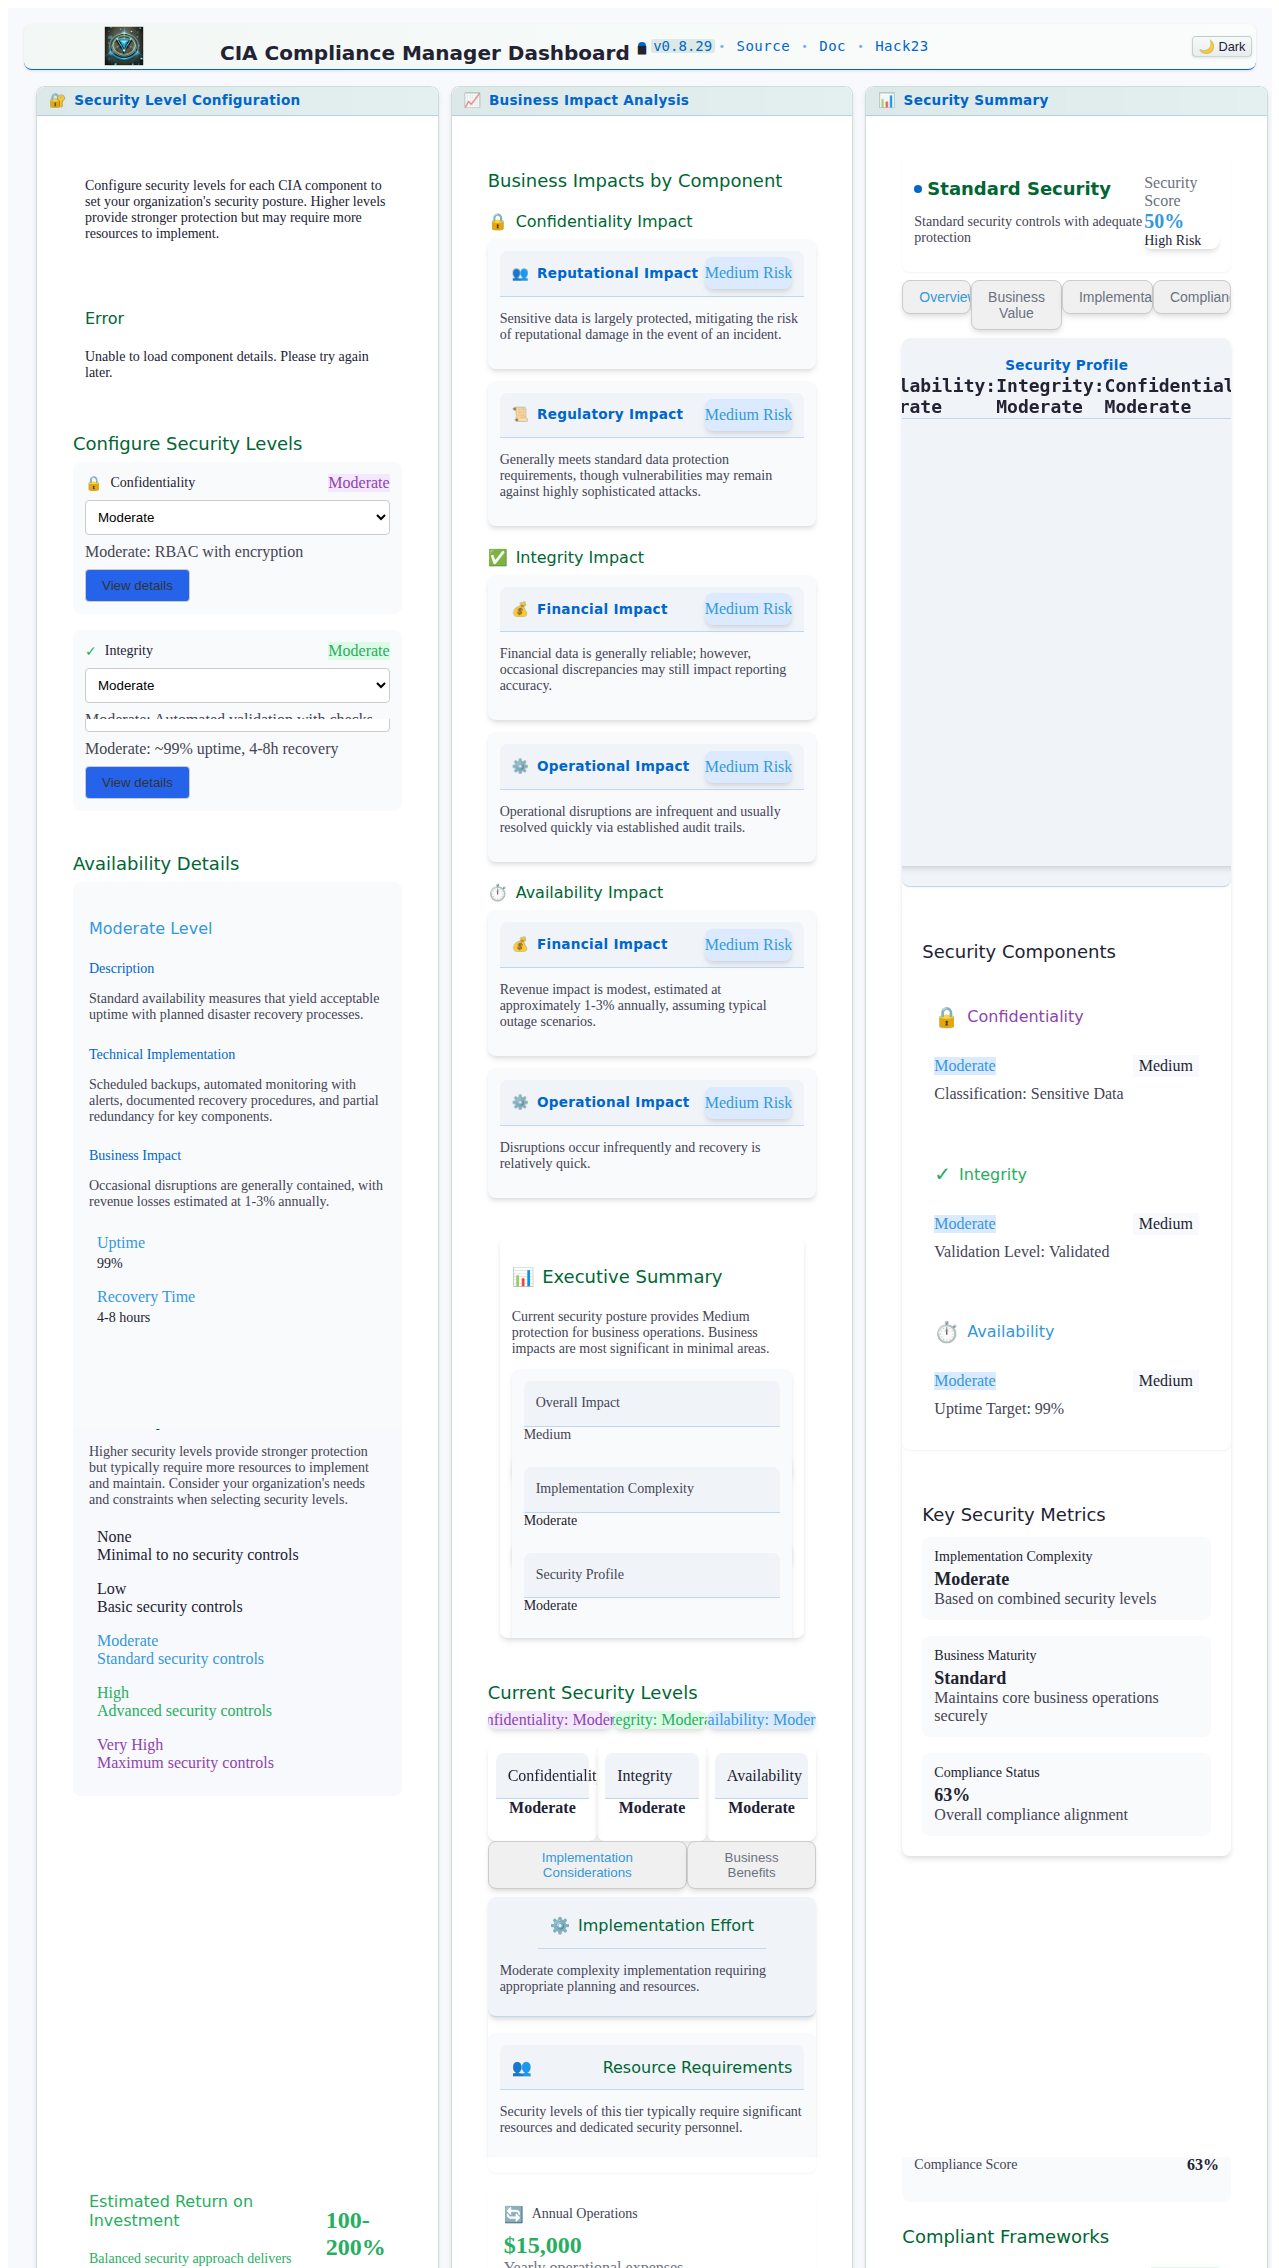 CIA Compliance Manager Dashboard
v0.8.29 • Source • Doc • Hack23
🌙 Dark
🔐 Security Level Configuration
Configure security levels for each CIA component to
set your organization's security posture. Higher levels
provide stronger protection but may require more
resources to implement.
Error
Unable to load component details. Please try again
later.
Configure Security Levels
🔒 Confidentiality Moderate
Moderate
Moderate: RBAC with encryption
View details
✓ Integrity Moderate
Moderate
Moderate: Automated validation with checks
Moderate: ~99% uptime, 4-8h recovery
View details
Availability Details
Moderate Level
Description
Standard availability measures that yield acceptable
uptime with planned disaster recovery processes.
Technical Implementation
Scheduled backups, automated monitoring with
alerts, documented recovery procedures, and partial
redundancy for key components.
Business Impact
Occasional disruptions are generally contained, with
revenue losses estimated at 1-3% annually.
Uptime
99%
Recovery Time
4-8 hours
Higher security levels provide stronger protection
but typically require more resources to implement
and maintain. Consider your organization's needs
and constraints when selecting security levels.
None
Minimal to no security controls
Low
Basic security controls
Moderate
Standard security controls
High
Advanced security controls
Very High
Maximum security controls
Estimated Return on
Investment
100-
200%
Balanced security approach delivers
📈 Business Impact Analysis
Business Impacts by Component
🔒 Confidentiality Impact
👥 Reputational Impact Medium Risk
Sensitive data is largely protected, mitigating the risk
of reputational damage in the event of an incident.
📜 Regulatory Impact Medium Risk
Generally meets standard data protection
requirements, though vulnerabilities may remain
against highly sophisticated attacks.
✅ Integrity Impact
💰 Financial Impact Medium Risk
Financial data is generally reliable; however,
occasional discrepancies may still impact reporting
accuracy.
⚙️ Operational Impact Medium Risk
Operational disruptions are infrequent and usually
resolved quickly via established audit trails.
⏱️ Availability Impact
💰 Financial Impact Medium Risk
Revenue impact is modest, estimated at
approximately 1-3% annually, assuming typical
outage scenarios.
⚙️ Operational Impact Medium Risk
Disruptions occur infrequently and recovery is
relatively quick.
📊 Executive Summary
Current security posture provides Medium
protection for business operations. Business
impacts are most significant in minimal areas.
Overall Impact
Medium
Implementation Complexity
Moderate
Security Profile
Moderate
Current Security Levels
nfidentiality: Moder tegrity: Modera ailability: Moder
Confidentialit Integrity Availability
Moderate Moderate Moderate
Implementation
Considerations
Business
Benefits
⚙️ Implementation Effort
Moderate complexity implementation requiring
appropriate planning and resources.
👥 Resource Requirements
Security levels of this tier typically require significant
resources and dedicated security personnel.
🔄 Annual Operations
$15,000
Yearly operational expenses
📊 Security Summary
Standard Security
Standard security controls with adequate
protection
Security
Score
50%
High Risk
Overview
Business
Value
Implementa
Complian
Security Profile
lability: Integrity: Confidential
rate Moderate Moderate
Security Components
🔒 Confidentiality
Moderate Medium
Classification: Sensitive Data
✓ Integrity
Moderate Medium
Validation Level: Validated
⏱️ Availability
Moderate Medium
Uptime Target: 99%
Key Security Metrics
Implementation Complexity
Moderate
Based on combined security levels
Business Maturity
Standard
Maintains core business operations
securely
Compliance Status
63%
Overall compliance alignment
Compliance Score 63%
Compliant Frameworks